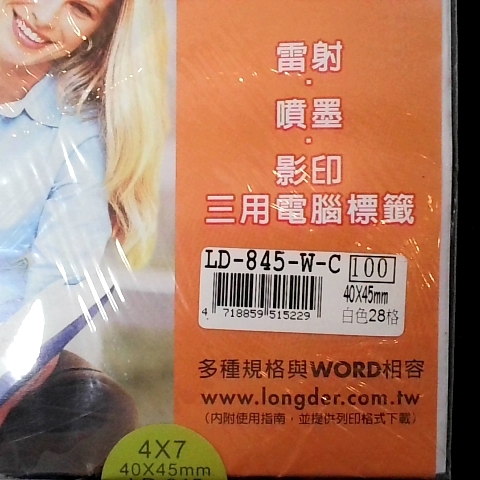 雷射
·
噴墨
·
影印
三用電腦標籤
LD-845-W-C 100
40X45mm
白色28格
4 718859 515229
多種規格與WORD相容
www.longder.com.tw
(內附使用指南，並提供列印格式下載)
4X7
40X45mm